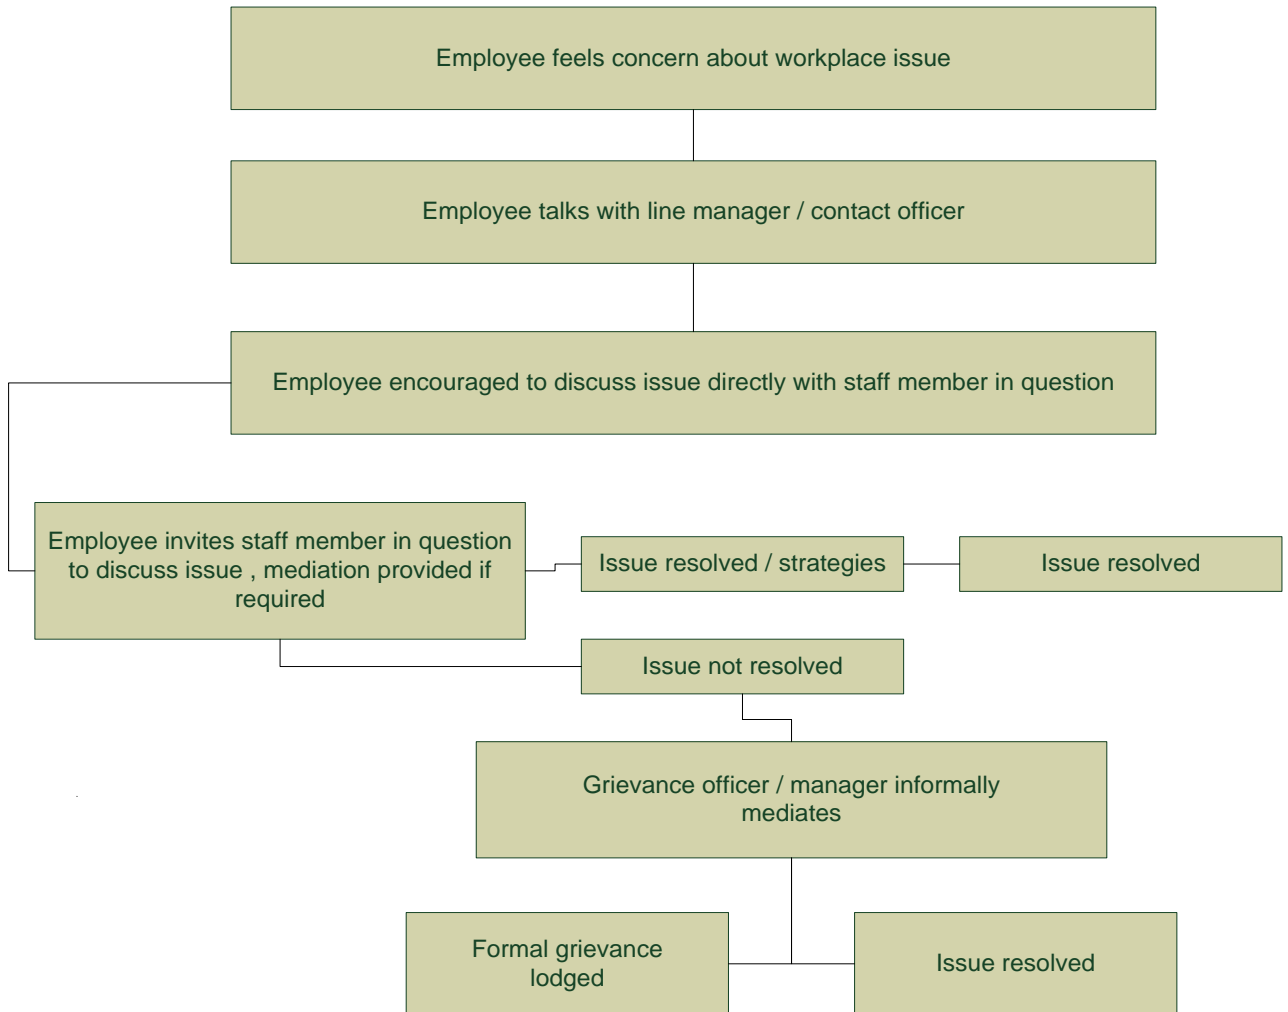 Employee feels concern about workplace issue
Employee talks with line manager / contact officer
Employee encouraged to discuss issue directly with staff member in question
Employee invites staff member in question
to discuss issue , mediation provided if
required
Issue resolved / strategies
Issue resolved
Issue not resolved
Grievance officer / manager informally
mediates
Formal grievance
lodged
Issue resolved